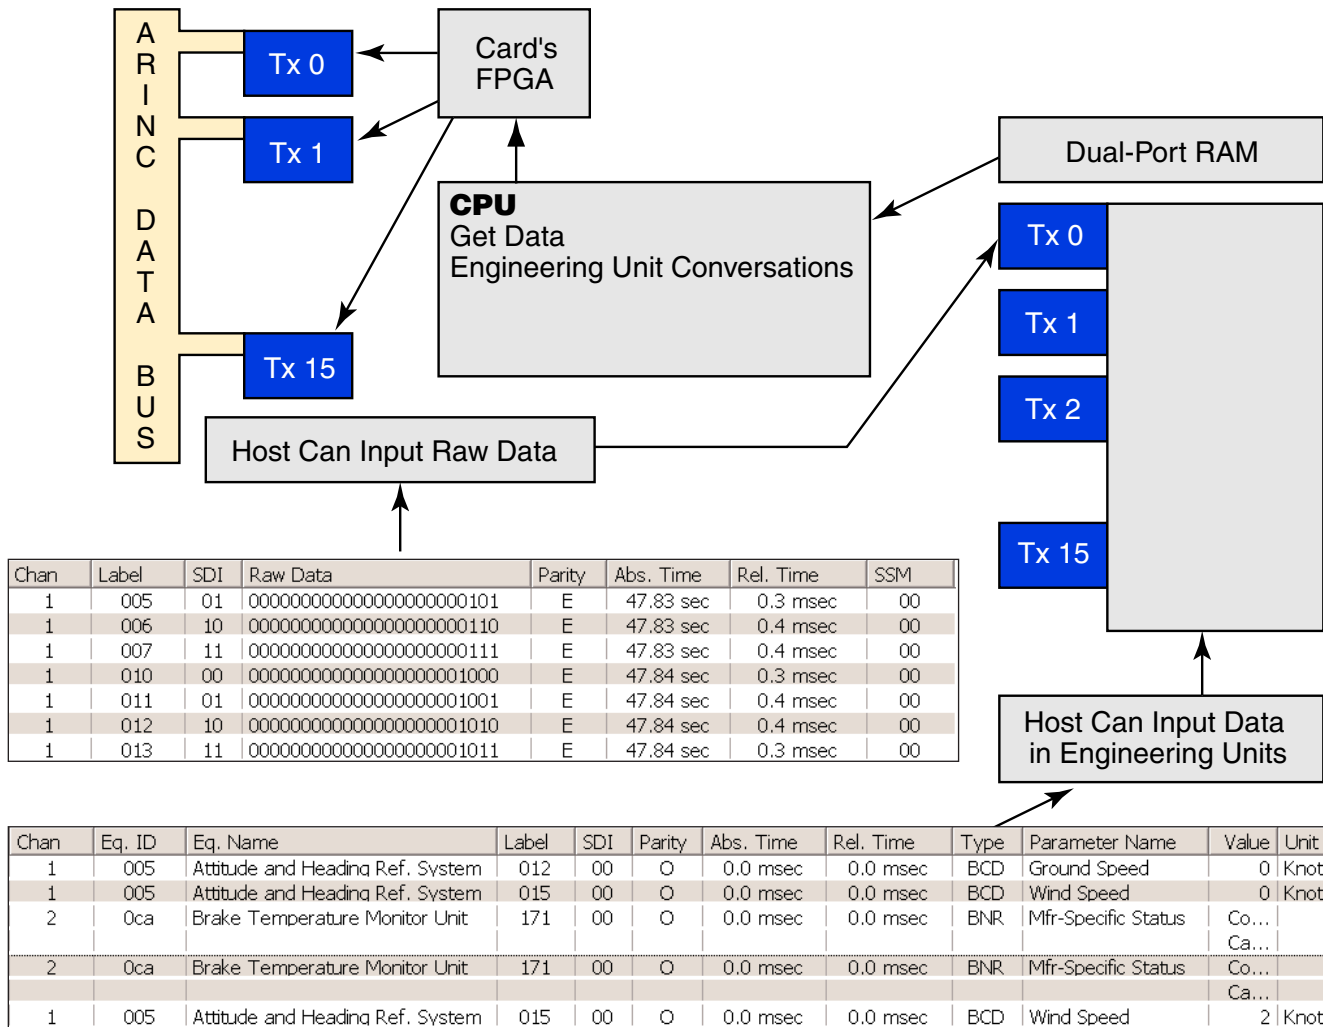 ARINC DATA BUS
Tx 0
Tx 1
Tx 15
Card's
FPGA
CPU
Get Data
Engineering Unit Conversations
Dual-Port RAM
Tx 0
Tx 1
Tx 2
Tx 15
Host Can Input Raw Data
Chan Label SDI Raw Data Parity Abs. Time Rel. Time SSM
1 005 01 00000000000000000000101 E 47.83 sec 0.3 msec 00
1 006 10 00000000000000000000110 E 47.83 sec 0.4 msec 00
1 007 11 00000000000000000000111 E 47.83 sec 0.4 msec 00
1 010 00 00000000000000000001000 E 47.84 sec 0.3 msec 00
1 011 01 00000000000000000001001 E 47.84 sec 0.4 msec 00
1 012 10 00000000000000000001010 E 47.84 sec 0.4 msec 00
1 013 11 00000000000000000001011 E 47.84 sec 0.3 msec 00
Host Can Input Data
in Engineering Units
Chan Eq. ID Eq. Name Label SDI Parity Abs. Time Rel. Time Type Parameter Name Value Unit
1 005 Attitude and Heading Ref. System 012 00 O 0.0 msec 0.0 msec BCD Ground Speed 0 Knot
1 005 Attitude and Heading Ref. System 015 00 O 0.0 msec 0.0 msec BCD Wind Speed 0 Knot
2 0ca Brake Temperature Monitor Unit 171 00 O 0.0 msec 0.0 msec BNR Mfr-Specific Status Co...
Ca...
2 0ca Brake Temperature Monitor Unit 171 00 O 0.0 msec 0.0 msec BNR Mfr-Specific Status Co...
Ca...
1 005 Attitude and Heading Ref. System 015 00 O 0.0 msec 0.0 msec BCD Wind Speed 2 Knot